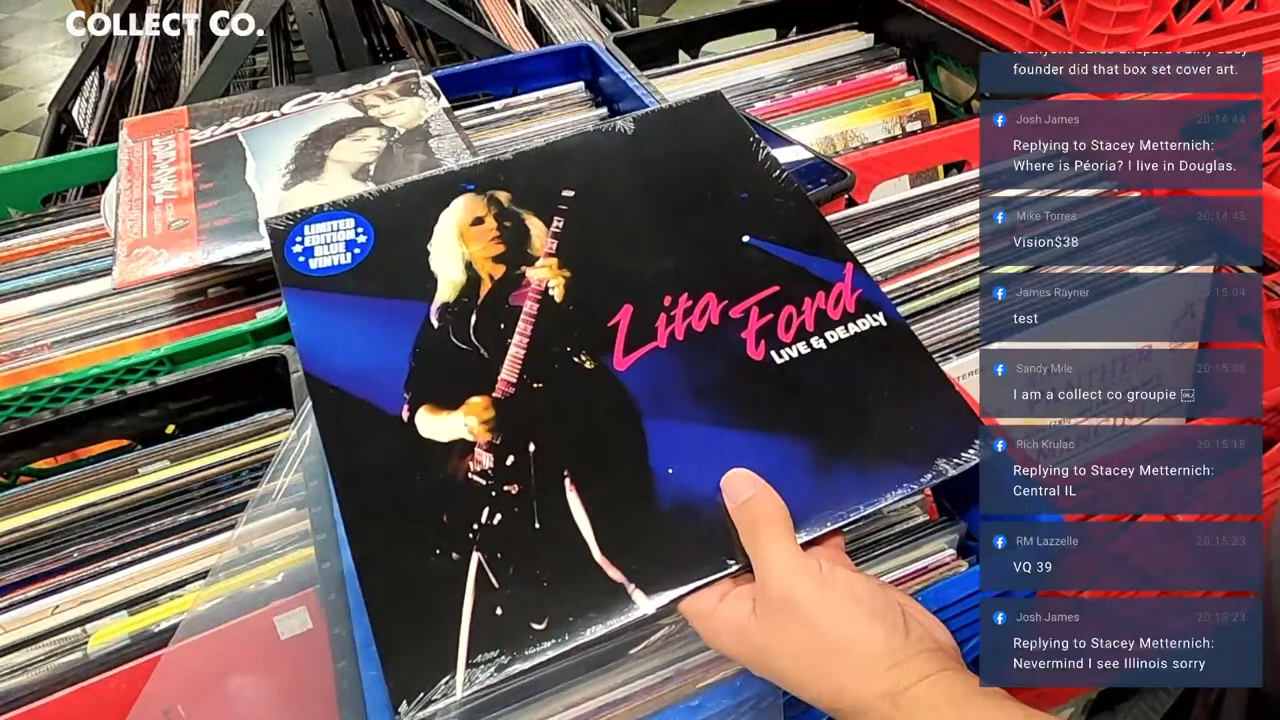 COLLECT CO.
LIMITED
EDITION
BLUE
VINYL!
Lita Ford
LIVE & DEADLY
founder did that box set cover art.
Josh James 20:14:44
Replying to Stacey Metternich:
Where is Péoria? I live in Douglas.
Mike Torres 20:14:48
Vision$38
James Rayner :15:04
test
Sandy Mile 20:15:08
I am a collect co groupie
Rich Krulac 20:15:18
Replying to Stacey Metternich:
Central IL
RM Lazzelle 20:15:23
VQ 39
Josh James 20:15:23
Replying to Stacey Metternich:
Nevermind I see Illinois sorry